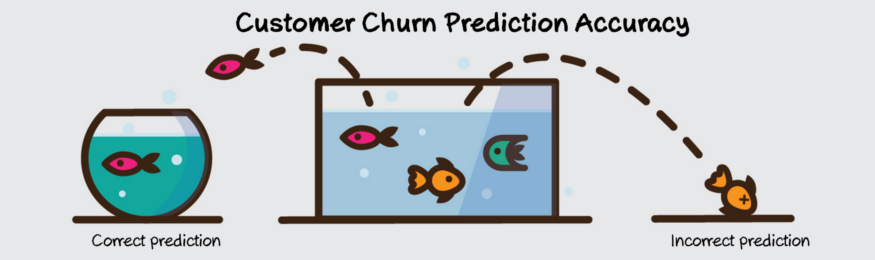 Customer Churn Prediction Accuracy
Correct prediction
Incorrect prediction